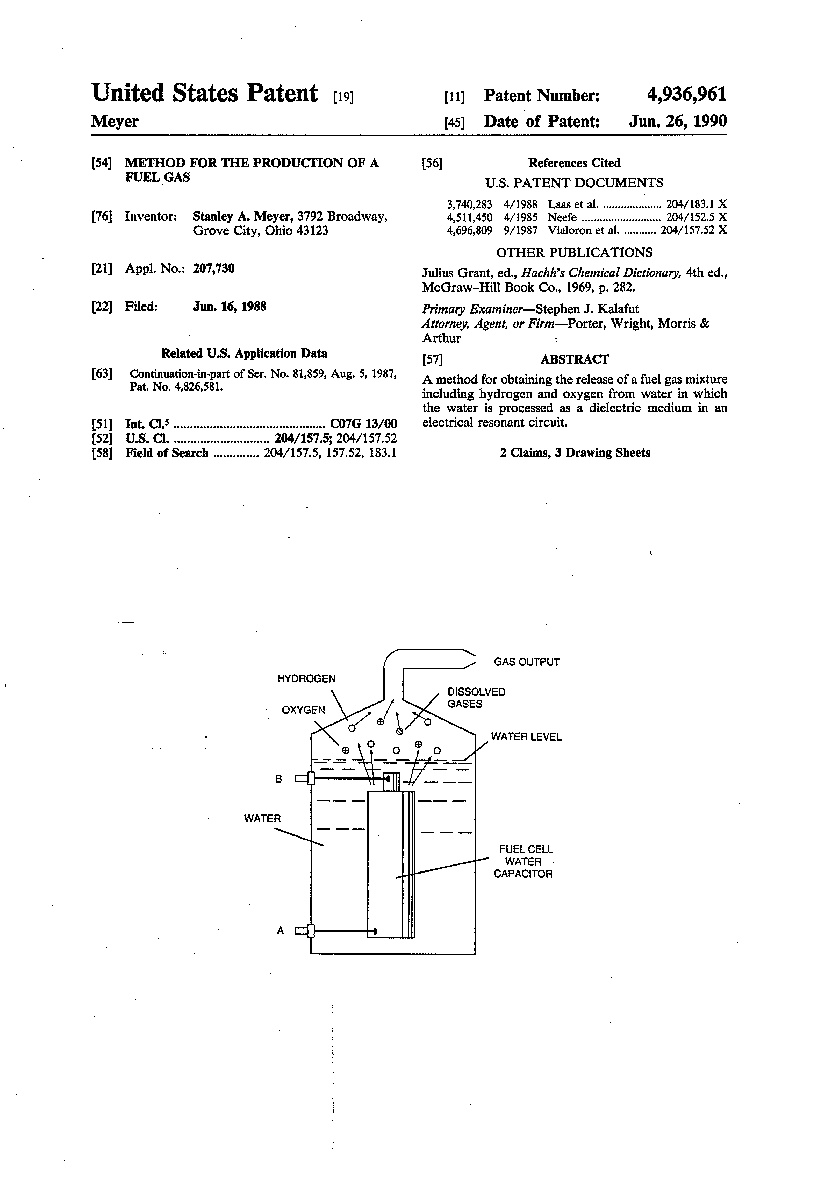 United States Patent [19]
Meyer
[11] Patent Number: 4,936,961
[45] Date of Patent: Jun. 26, 1990
[54] METHOD FOR THE PRODUCTION OF A
FUEL GAS
[76] Inventor: Stanley A. Meyer, 3792 Broadway,
Grove City, Ohio 43123
[21] Appl. No.: 207,730
[22] Filed: Jun. 16, 1988
Related U.S. Application Data
[63] Continuation-in-part of Ser. No. 81,859, Aug. 5, 1987,
Pat. No. 4,826,581.
[51] Int. Cl.⁵ ............................................. C07G 13/00
[52] U.S. Cl. ............................. 204/157.5; 204/157.52
[58] Field of Search .............. 204/157.5, 157.52, 183.1
[56] References Cited
U.S. PATENT DOCUMENTS
3,740,283 4/1988 Laas et al. .................... 204/183.1 X
4,511,450 4/1985 Neefe ........................... 204/152.5 X
4,696,809 9/1987 Vialoron et al. ........... 204/157.52 X
OTHER PUBLICATIONS
Julius Grant, ed., Hachh's Chemical Dictionary, 4th ed.,
McGraw-Hill Book Co., 1969, p. 282.
Primary Examiner—Stephen J. Kalafut
Attorney, Agent, or Firm—Porter, Wright, Morris &
Arthur
[57] ABSTRACT
A method for obtaining the release of a fuel gas mixture
including hydrogen and oxygen from water in which
the water is processed as a dielectric medium in an
electrical resonant circuit.
2 Claims, 3 Drawing Sheets
GAS OUTPUT
HYDROGEN
DISSOLVED
GASES
OXYGEN
WATER LEVEL
B
WATER
FUEL CELL
WATER
CAPACITOR
A